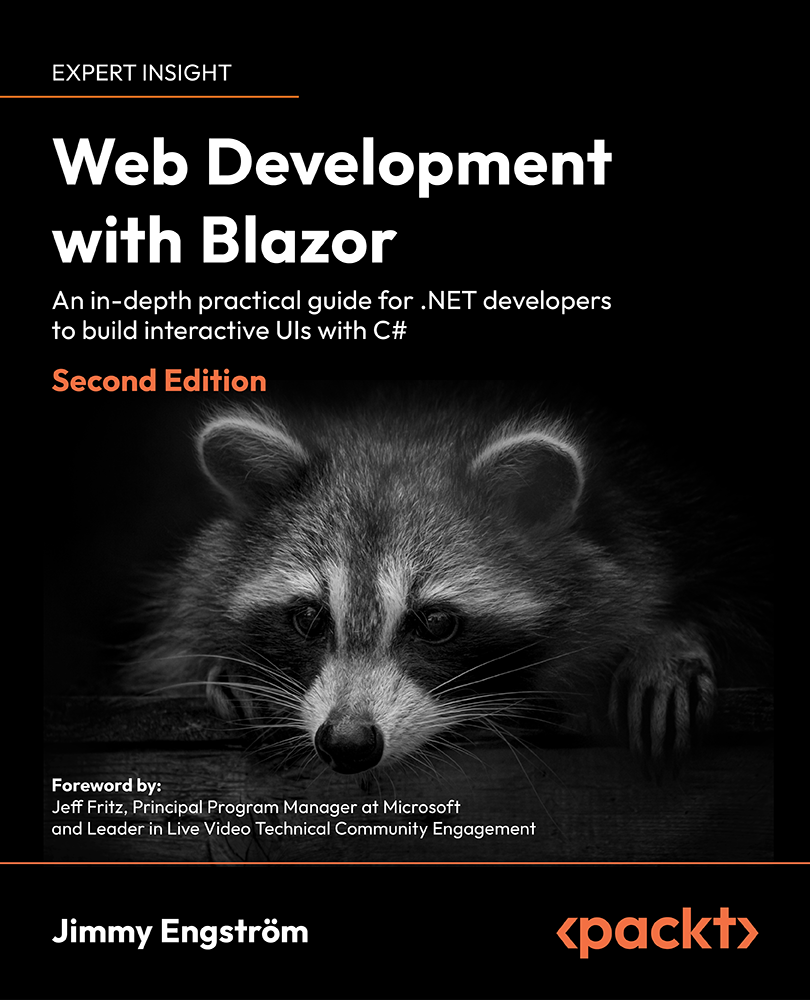 EXPERT INSIGHT
Web Development
with Blazor
An in-depth practical guide for .NET developers
to build interactive UIs with C#
Second Edition
Foreword by:
Jeff Fritz, Principal Program Manager at Microsoft
and Leader in Live Video Technical Community Engagement
Jimmy Engström
<packt>